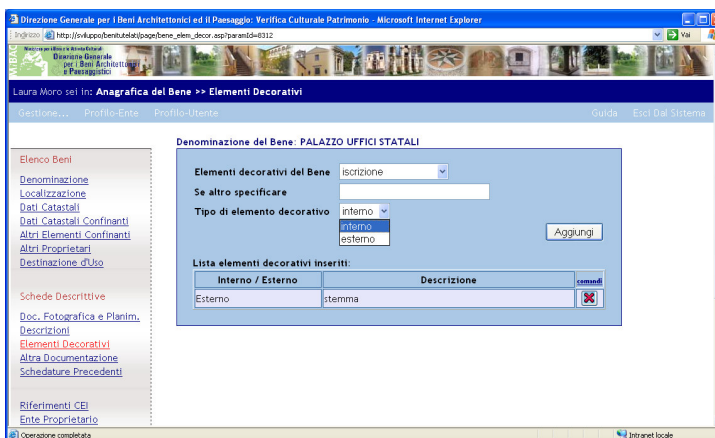 Direzione Generale per i Beni Architettonici ed il Paesaggio: Verifica Culturale Patrimonio - Microsoft Internet Explorer
Indirizzo http://sviluppo/benitutelati/page/bene_elem_decor.asp?paramId=8312 Vai
MiBAC
Direzione Generale
per i Beni Architettonici
e Paesaggistici
Laura Moro sei in: Anagrafica del Bene >> Elementi Decorativi
Gestione... Profilo-Ente Profilo-Utente Guida Esci Dal Sistema
Denominazione del Bene: PALAZZO UFFICI STATALI
Elenco Beni
Denominazione
Localizzazione
Dati Catastali
Dati Catastali Confinanti
Altri Elementi Confinanti
Altri Proprietari
Destinazione d'Uso
Schede Descrittive
Doc. Fotografica e Planim.
Descrizioni
Elementi Decorativi
Altra Documentazione
Schedature Precedenti
Riferimenti CEI
Ente Proprietario
Elementi decorativi del Bene iscrizione
Se altro specificare
Tipo di elemento decorativo interno
interno
esterno
Aggiungi
Lista elementi decorativi inseriti:
Interno / Esterno Descrizione comandi
Esterno stemma
Operazione completata Intranet locale